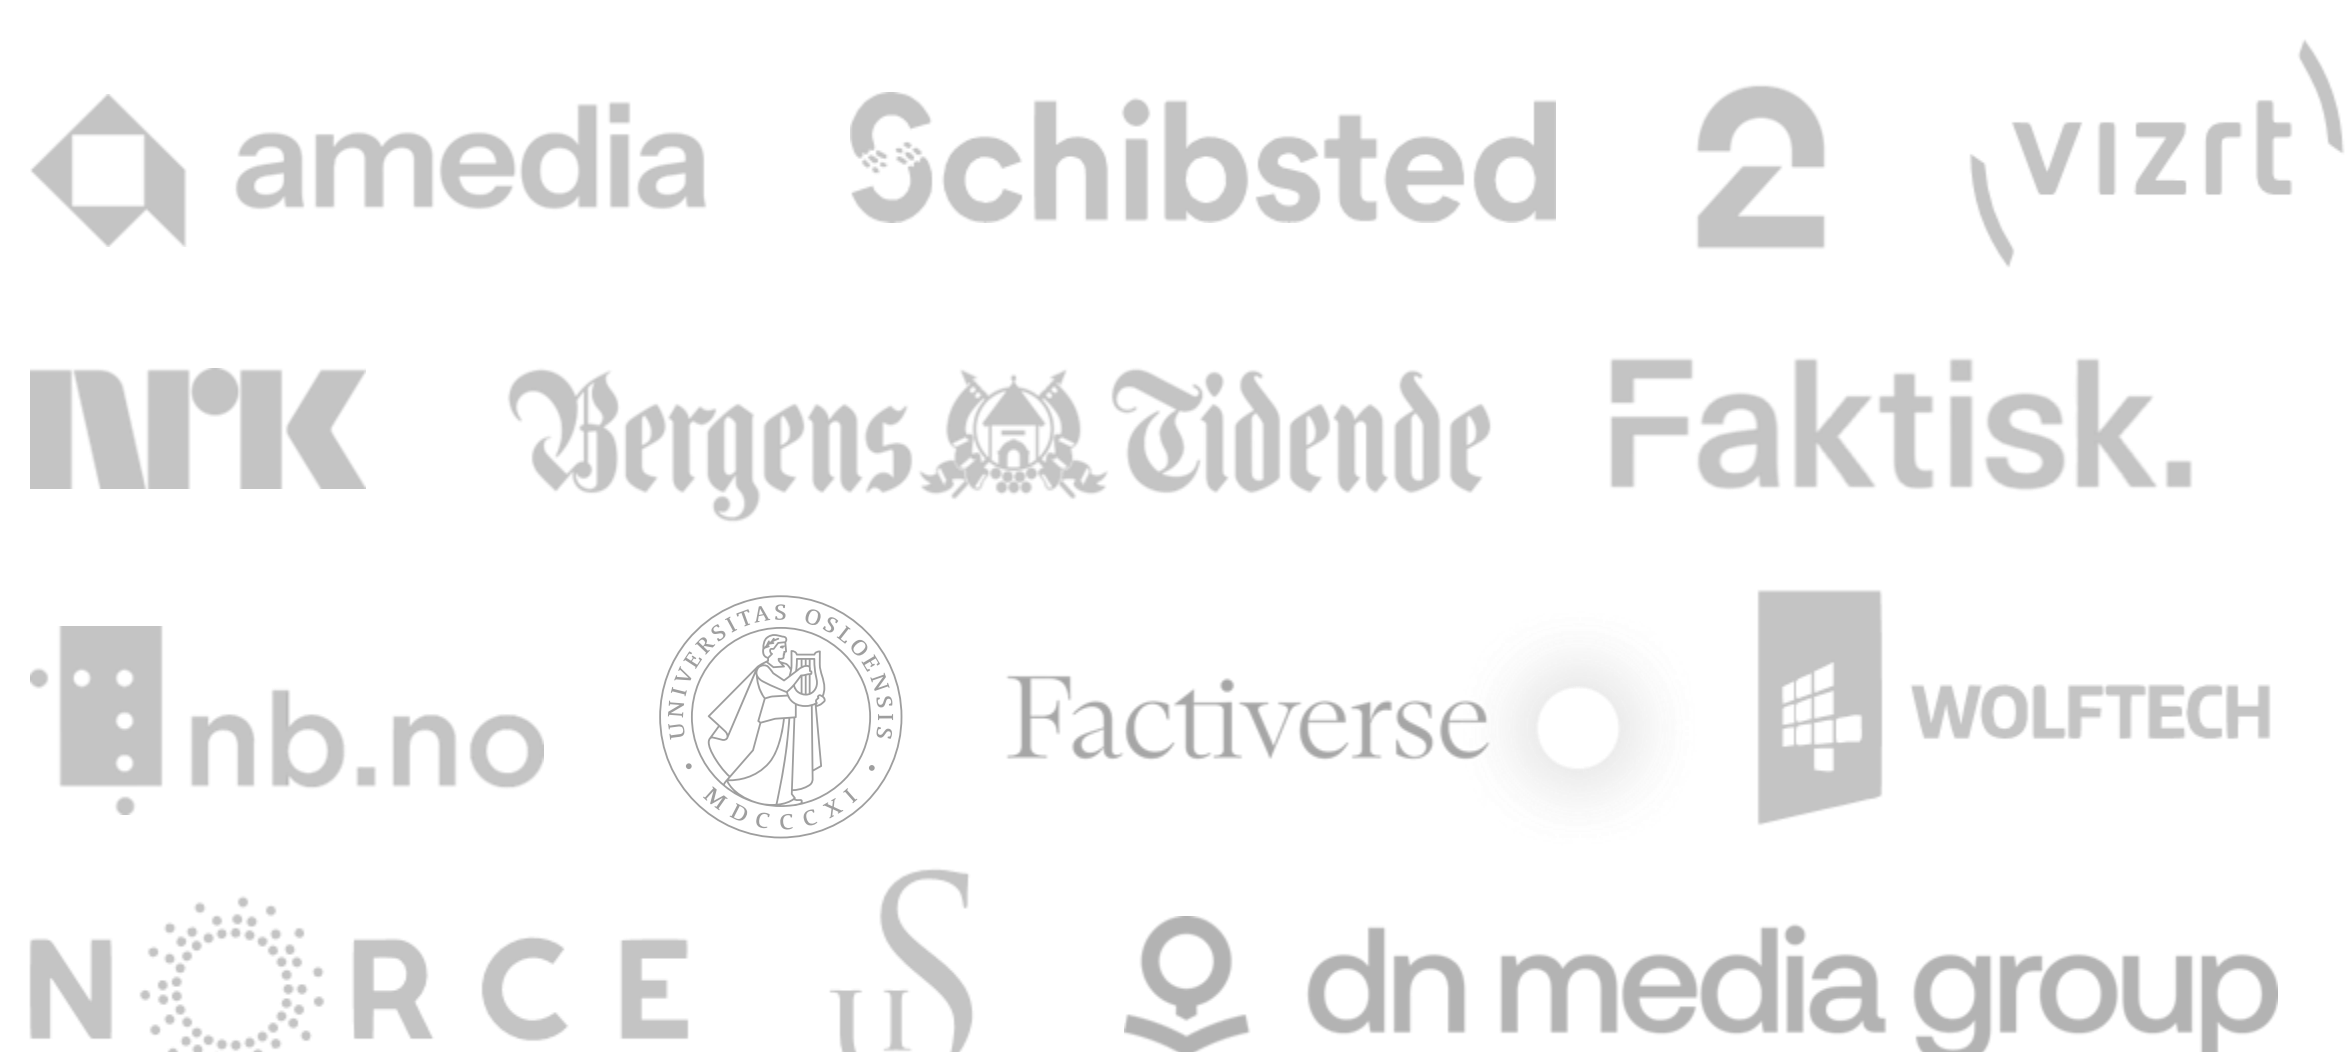 amedia Schibsted 2 vizrt
NrK Bergens Tidende Faktisk.
nb.no UNIVERSITAS OSLOENSIS MDCCCXI Factiverse WOLFTECH
NORCE uS dn media group